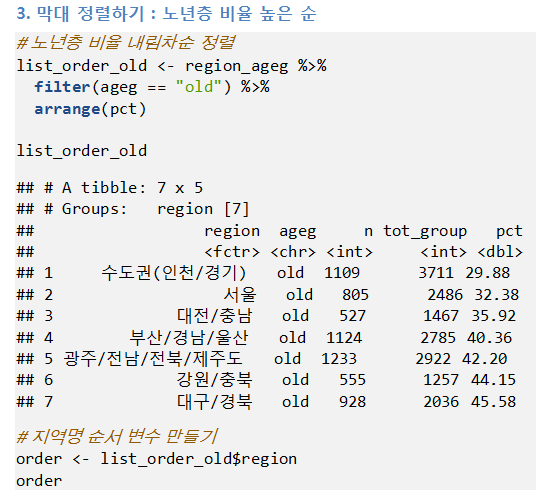 3. 막대 정렬하기 : 노년층 비율 높은 순
# 노년층 비율 내림차순 정렬
list_order_old <- region_ageg %>%
  filter(ageg == "old") %>%
  arrange(pct)
list_order_old
## # A tibble: 7 x 5
## # Groups:   region [7]
##                    region  ageg     n tot_group   pct
##                    <fctr> <chr> <int>     <int> <dbl>
## 1        수도권(인천/경기)   old  1109      3711 29.88
## 2                     서울   old   805      2486 32.38
## 3                대전/충남   old   527      1467 35.92
## 4           부산/경남/울산   old  1124      2785 40.36
## 5 광주/전남/전북/제주도   old  1233      2922 42.20
## 6                강원/충북   old   555      1257 44.15
## 7                대구/경북   old   928      2036 45.58
# 지역명 순서 변수 만들기
order <- list_order_old$region
order